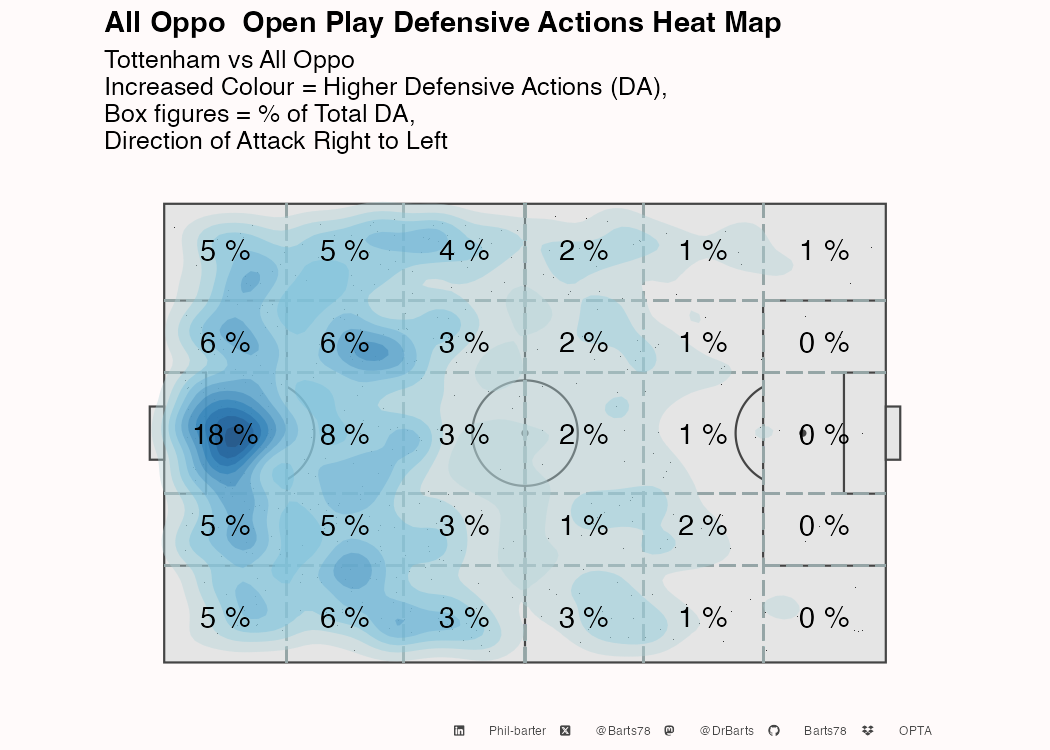 All Oppo  Open Play Defensive Actions Heat Map
Tottenham vs All Oppo
Increased Colour = Higher Defensive Actions (DA),
Box figures = % of Total DA,
Direction of Attack Right to Left
5 % 5 % 4 % 2 % 1 % 1 %
6 % 6 % 3 % 2 % 1 % 0 %
18 % 8 % 3 % 2 % 1 % 0 %
5 % 5 % 3 % 1 % 2 % 0 %
5 % 6 % 3 % 3 % 1 % 0 %
Phil-barter @Barts78 @DrBarts Barts78 OPTA